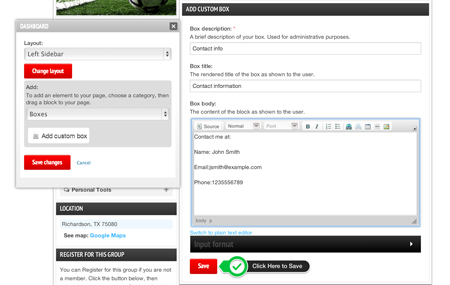 DASHBOARD
Layout:
Left Sidebar
Change layout
Add:
To add an element to your page, choose a category, then
drag a block to your page.
Boxes
Add custom box
Save changes
Cancel
Personal Tools
LOCATION
Richardson, TX 75080
See map: Google Maps
REGISTER FOR THIS GROUP
You can Register for this group if you are not
a member. Click the button below, then
ADD CUSTOM BOX
Box description: *
A brief description of your box. Used for administrative purposes.
Contact info
Box title:
The rendered title of the box as shown to the user.
Contact information
Box body:
The content of the block as shown to the user.
Source Normal Font B I
Contact me at:
Name: John Smith
Email:jsmith@example.com
Phone:1235556789
body p
Switch to plain text editor
Input format
Save
Click Here to Save